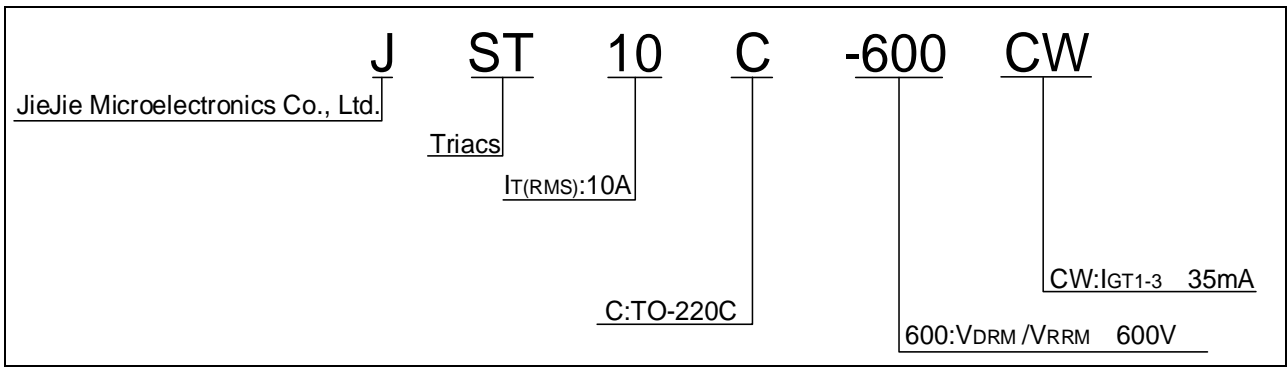 J ST 10 C -600 CW
JieJie Microelectronics Co., Ltd.
Triacs
IT(RMS):10A
CW:IGT1-3 35mA
C:TO-220C
600:VDRM /VRRM 600V